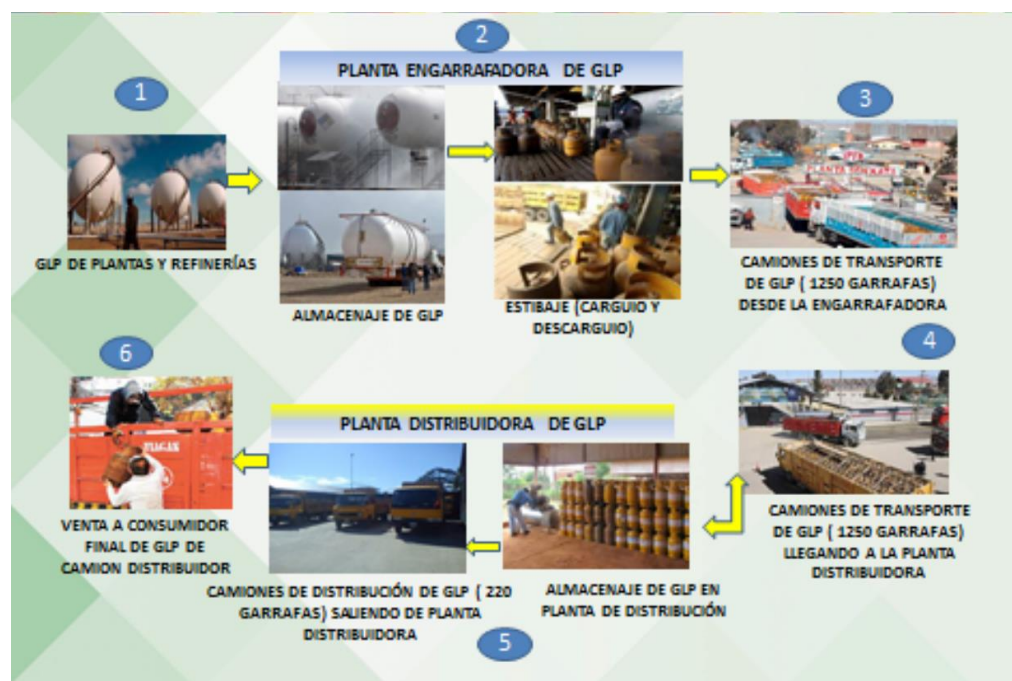 1
GLP DE PLANTAS Y REFINERÍAS
2
PLANTA ENGARRAFADORA DE GLP
ALMACENAJE DE GLP
ESTIBAJE (CARGUIO Y
DESCARGUIO)
3
CAMIONES DE TRANSPORTE
DE GLP ( 1250 GARRAFAS)
DESDE LA ENGARRAFADORA
4
CAMIONES DE TRANSPORTE
DE GLP ( 1250 GARRAFAS)
LLEGANDO A LA PLANTA
DISTRIBUIDORA
PLANTA DISTRIBUIDORA DE GLP
ALMACENAJE DE GLP EN
PLANTA DE DISTRIBUCIÓN
CAMIONES DE DISTRIBUCIÓN DE GLP ( 220
GARRAFAS) SALIENDO DE PLANTA
DISTRIBUIDORA
5
6
VENTA A CONSUMIDOR
FINAL DE GLP DE
CAMION DISTRIBUIDOR